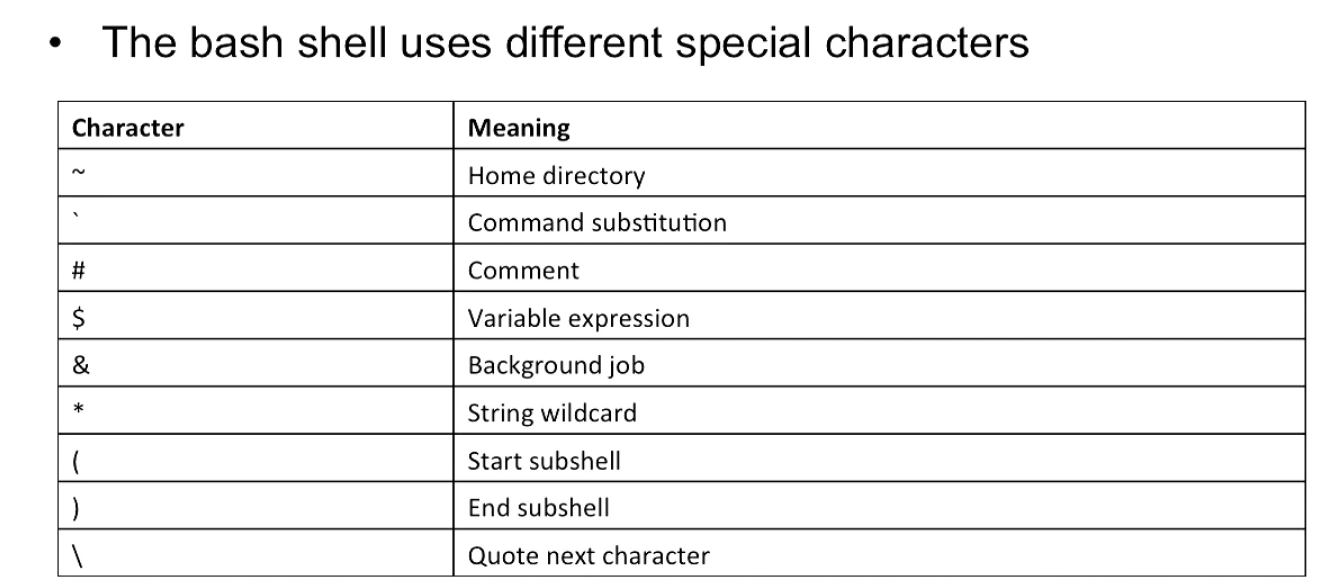 • The bash shell uses different special characters
Character Meaning
~ Home directory
` Command substitution
# Comment
$ Variable expression
& Background job
* String wildcard
( Start subshell
) End subshell
\ Quote next character